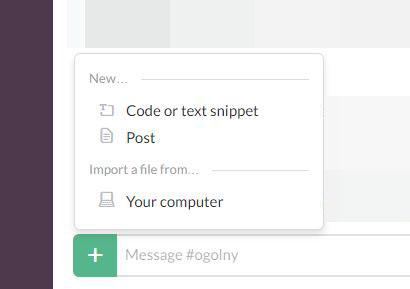 New...
Code or text snippet
Post
Import a file from...
Your computer
+ Message #ogolny